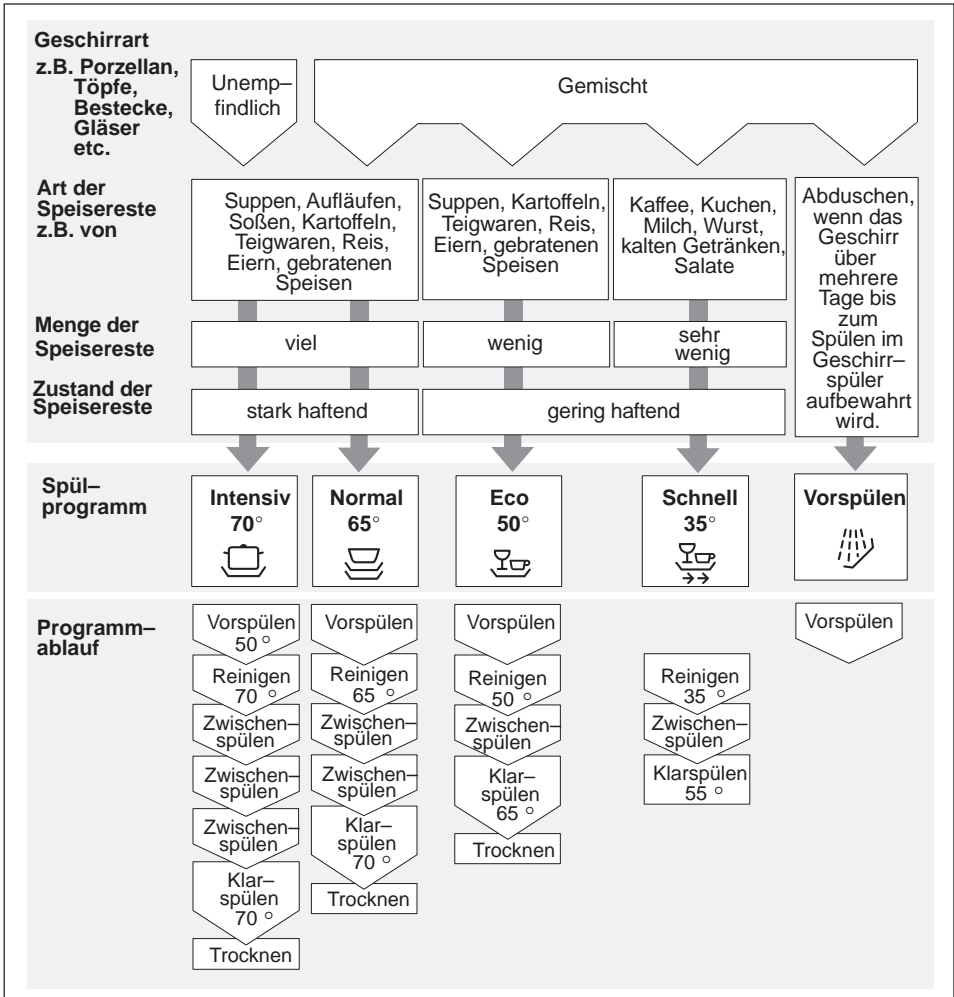 Geschirrart
z.B. Porzellan,
Töpfe,
Bestecke,
Gläser
etc.
Unemp–
findlich
Gemischt
Art der
Speisereste
z.B. von
Suppen, Aufläufen,
Soßen, Kartoffeln,
Teigwaren, Reis,
Eiern, gebratenen
Speisen
Suppen, Kartoffeln,
Teigwaren, Reis,
Eiern, gebratenen
Speisen
Kaffee, Kuchen,
Milch, Wurst,
kalten Getränken,
Salate
Abduschen,
wenn das
Geschirr
über
mehrere
Tage bis
zum
Spülen im
Geschirr–
spüler
aufbewahrt
wird.
Menge der
Speisereste
viel
wenig
sehr
wenig
Zustand der
Speisereste
stark haftend
gering haftend
Spül–
programm
Intensiv
70°
Normal
65°
Eco
50°
Schnell
35°
Vorspülen
Programm–
ablauf
Vorspülen
50 °
Reinigen
70 °
Zwischen–
spülen
Zwischen–
spülen
Zwischen–
spülen
Klar–
spülen
70 °
Trocknen
Vorspülen
Reinigen
65 °
Zwischen–
spülen
Zwischen–
spülen
Klar–
spülen
70 °
Trocknen
Vorspülen
Reinigen
50 °
Zwischen–
spülen
Klar–
spülen
65 °
Trocknen
Reinigen
35 °
Zwischen–
spülen
Klarspülen
55 °
Vorspülen